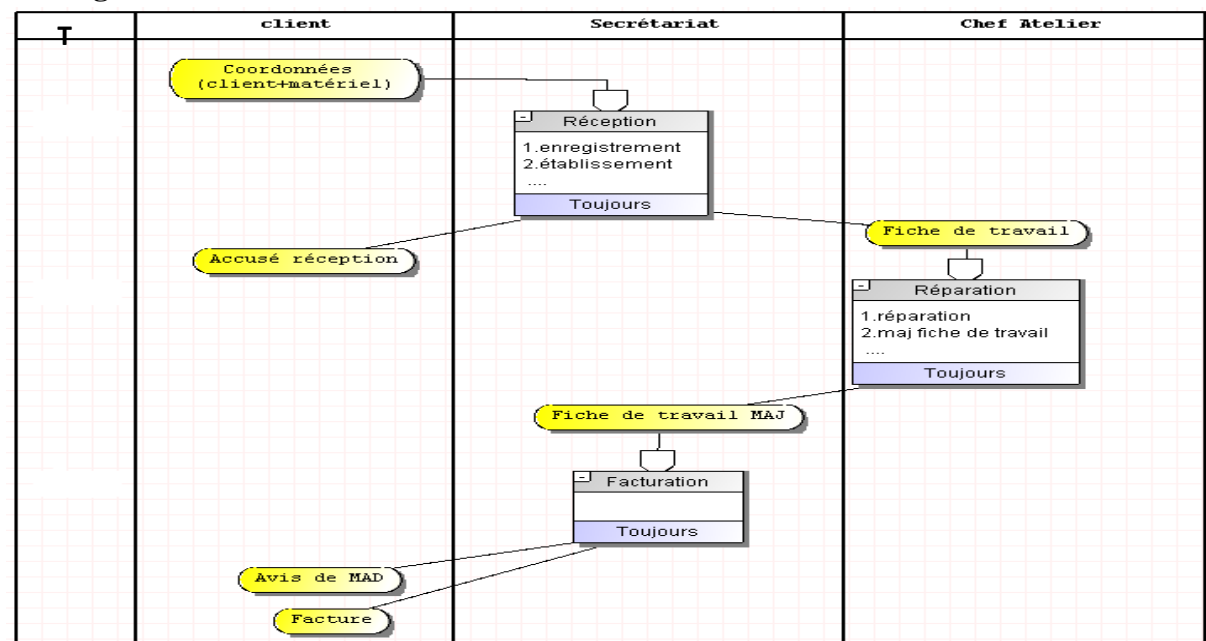 T
client
Secrétariat
Chef Atelier
Coordonnées
(client+matériel)
Réception
1.enregistrement
2.établissement
....
Toujours
Fiche de travail
Accusé réception
Réparation
1.réparation
2.maj fiche de travail
....
Toujours
Fiche de travail MAJ
Facturation
Toujours
Avis de MAD
Facture